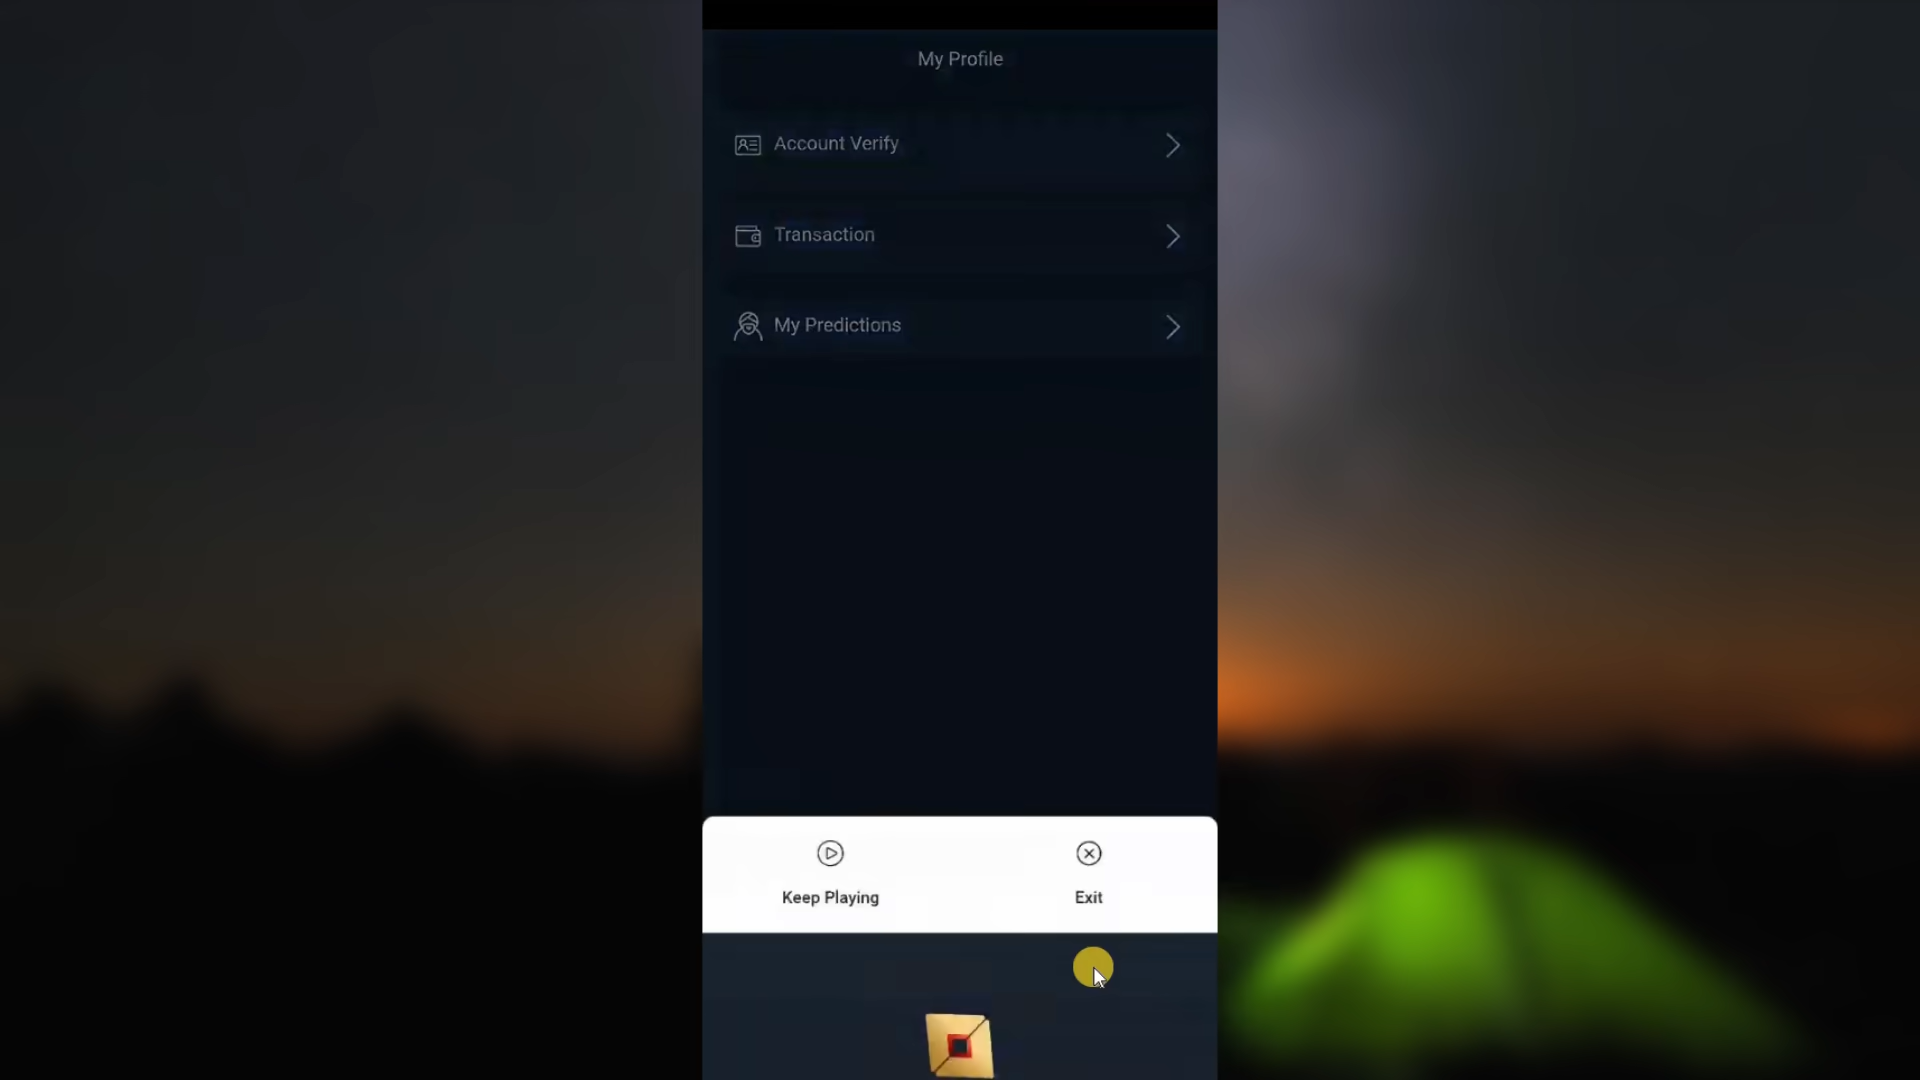 My Profile
Account Verify
Transaction
My Predictions
Keep Playing
Exit